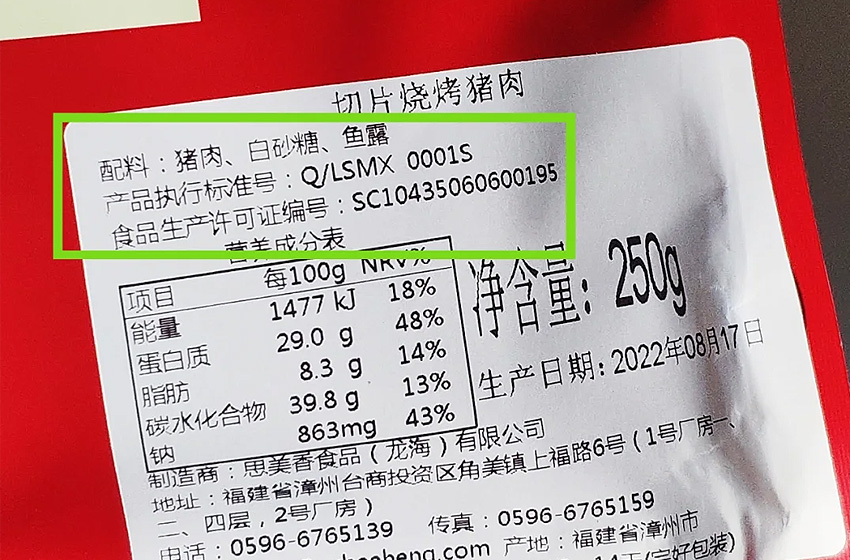 切片烧烤猪肉
配料：猪肉、白砂糖、鱼露
产品执行标准号：Q/LSMX 0001S
食品生产许可证编号：SC10435060600195
营养成分表
项目 每100g NRV%
能量 1477 kJ 18%
蛋白质 29.0 g 48%
脂肪 8.3 g 14%
碳水化合物 39.8 g 13%
钠 863mg 43%
净含量：250g
生产日期：2022年08月17日
制造商：思美香食品（龙海）有限公司
地址：福建省漳州台商投资区角美镇上福路6号（1号厂房一、
二、四层，2号厂房）
电话：0596-6765139 传真：0596-6765159
.com 产地：福建省漳州市